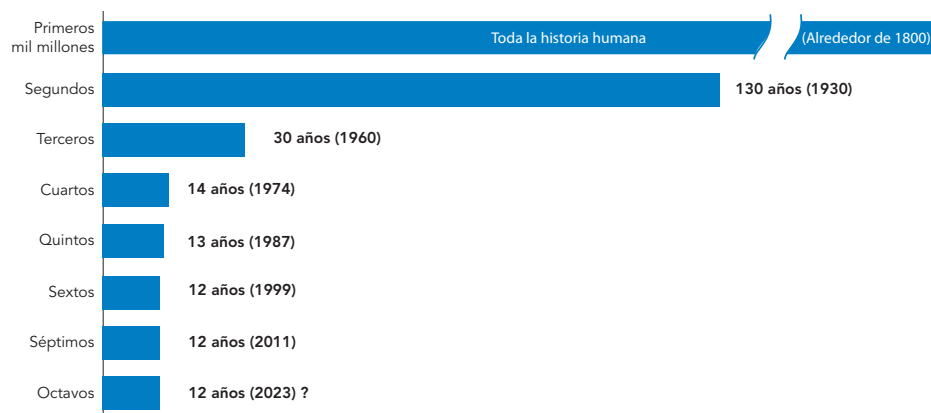 Primeros
mil millones
Toda la historia humana
(Alrededor de 1800)
Segundos
130 años (1930)
Terceros
30 años (1960)
Cuartos
14 años (1974)
Quintos
13 años (1987)
Sextos
12 años (1999)
Séptimos
12 años (2011)
Octavos
12 años (2023) ?